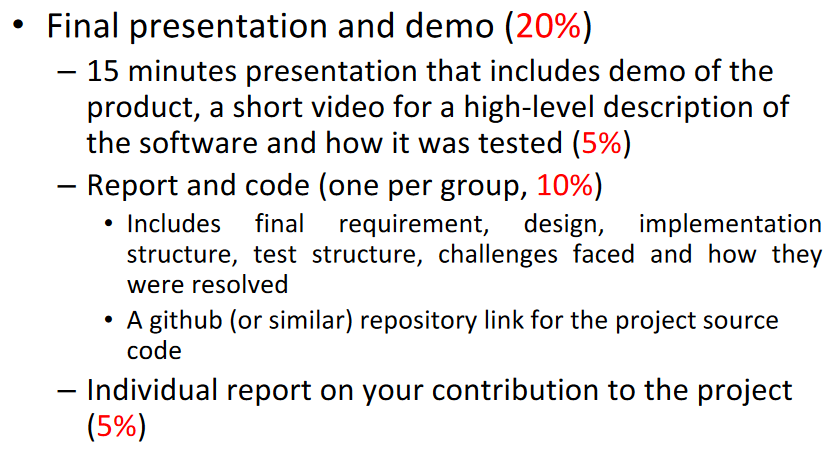 • Final presentation and demo (20%)
– 15 minutes presentation that includes demo of the
product, a short video for a high-level description of
the software and how it was tested (5%)
– Report and code (one per group, 10%)
• Includes final requirement, design, implementation
structure, test structure, challenges faced and how they
were resolved
• A github (or similar) repository link for the project source
code
– Individual report on your contribution to the project
(5%)